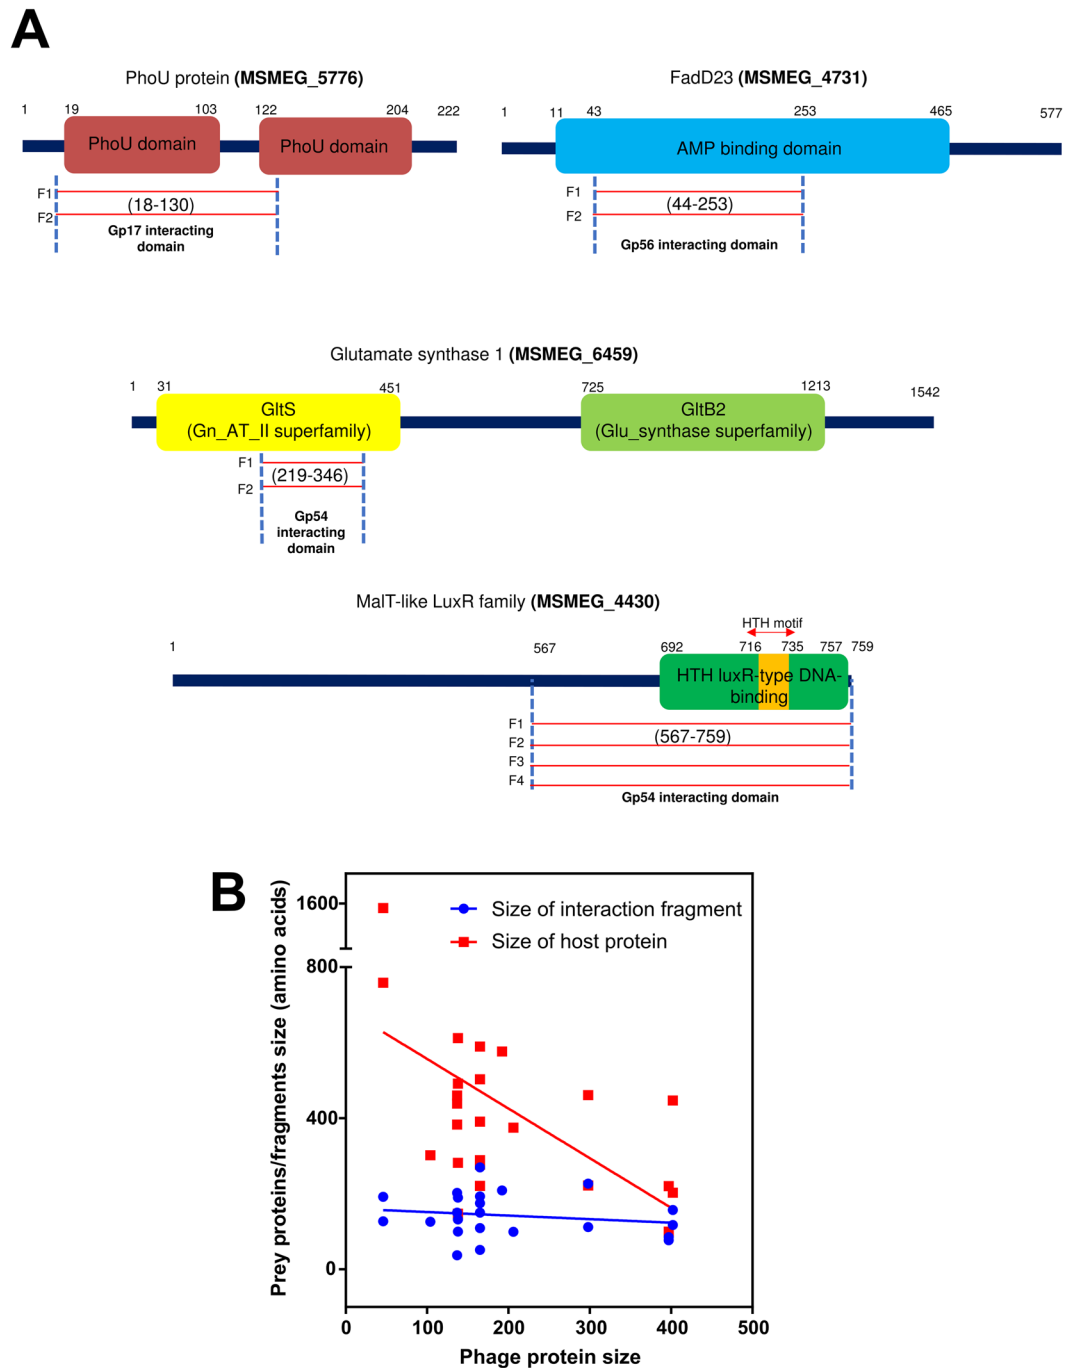 A
PhoU protein (MSMEG_5776)
1 19 103 122 204 222
PhoU domain PhoU domain
F1
(18-130)
F2
Gp17 interacting
domain
FadD23 (MSMEG_4731)
1 11 43 253 465 577
AMP binding domain
F1
(44-253)
F2
Gp56 interacting domain
Glutamate synthase 1 (MSMEG_6459)
1 31 451 725 1213 1542
GltS
(Gn_AT_II superfamily)
GltB2
(Glu_synthase superfamily)
F1
(219-346)
F2
Gp54
interacting
domain
MalT-like LuxR family (MSMEG_4430)
HTH motif
1 567 692 716 735 757 759
HTH luxR-type DNA-
binding
F1
F2
(567-759)
F3
F4
Gp54 interacting domain
B
Prey proteins/fragments size (amino acids)
1600
800
400
0
Size of interaction fragment
Size of host protein
0 100 200 300 400 500
Phage protein size